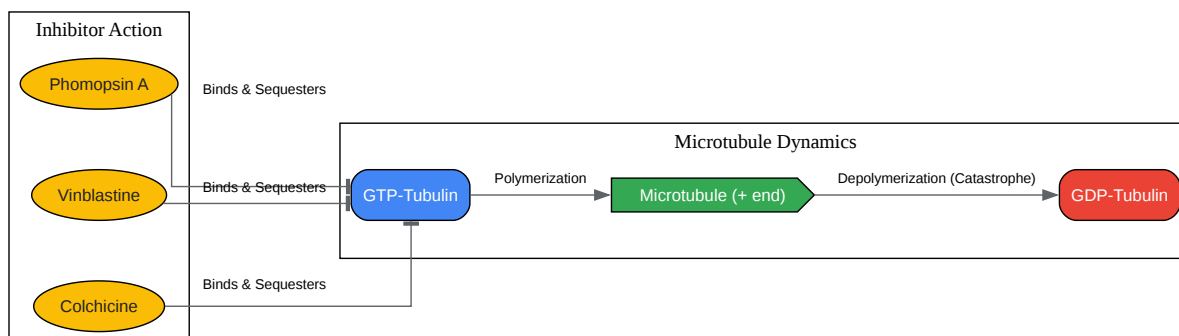 Inhibitor Action
Phomopsin A
Binds & Sequesters
Microtubule Dynamics
Vinblastine
Binds & Sequesters
GTP-Tubulin
Polymerization
Microtubule (+ end)
Depolymerization (Catastrophe)
GDP-Tubulin
Colchicine
Binds & Sequesters